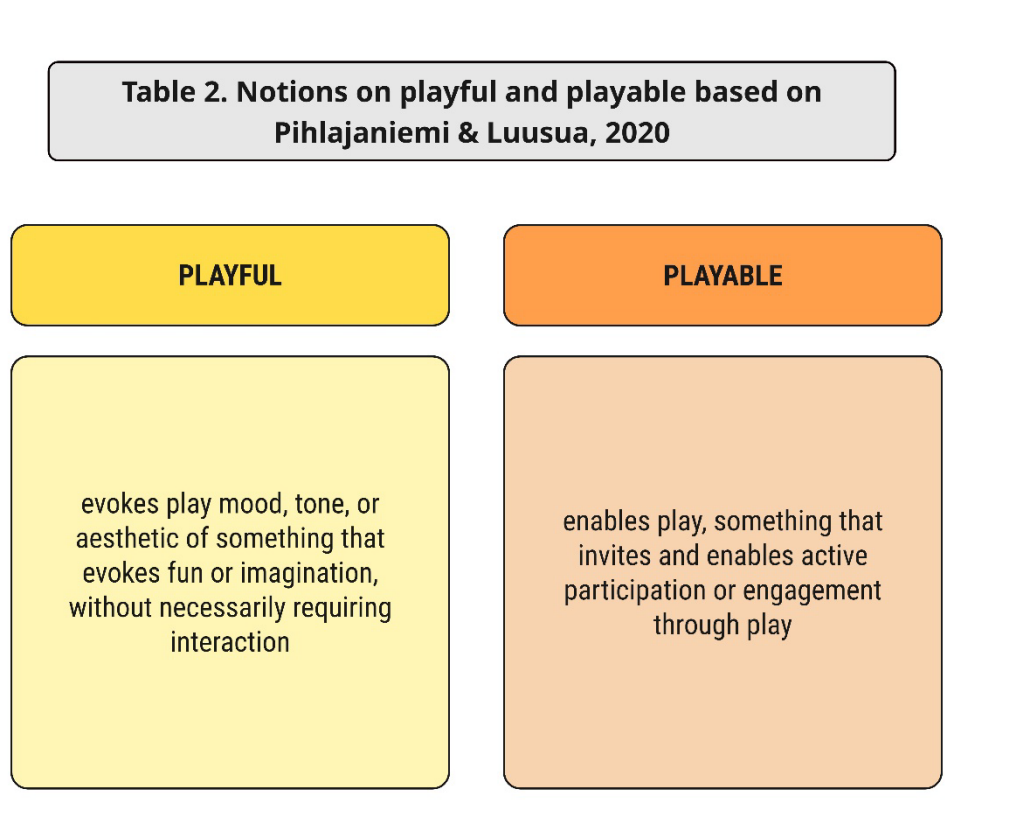 Table 2. Notions on playful and playable based on
Pihlajaniemi & Luusua, 2020
PLAYFUL
evokes play mood, tone, or
aesthetic of something that
evokes fun or imagination,
without necessarily requiring
interaction
PLAYABLE
enables play, something that
invites and enables active
participation or engagement
through play